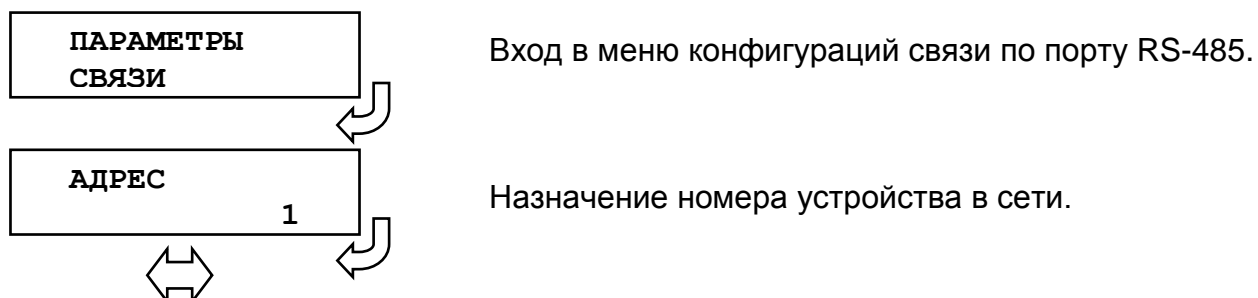 ПАРАМЕТРЫ
СВЯЗИ
Вход в меню конфигураций связи по порту RS-485.
АДРЕС
1
Назначение номера устройства в сети.